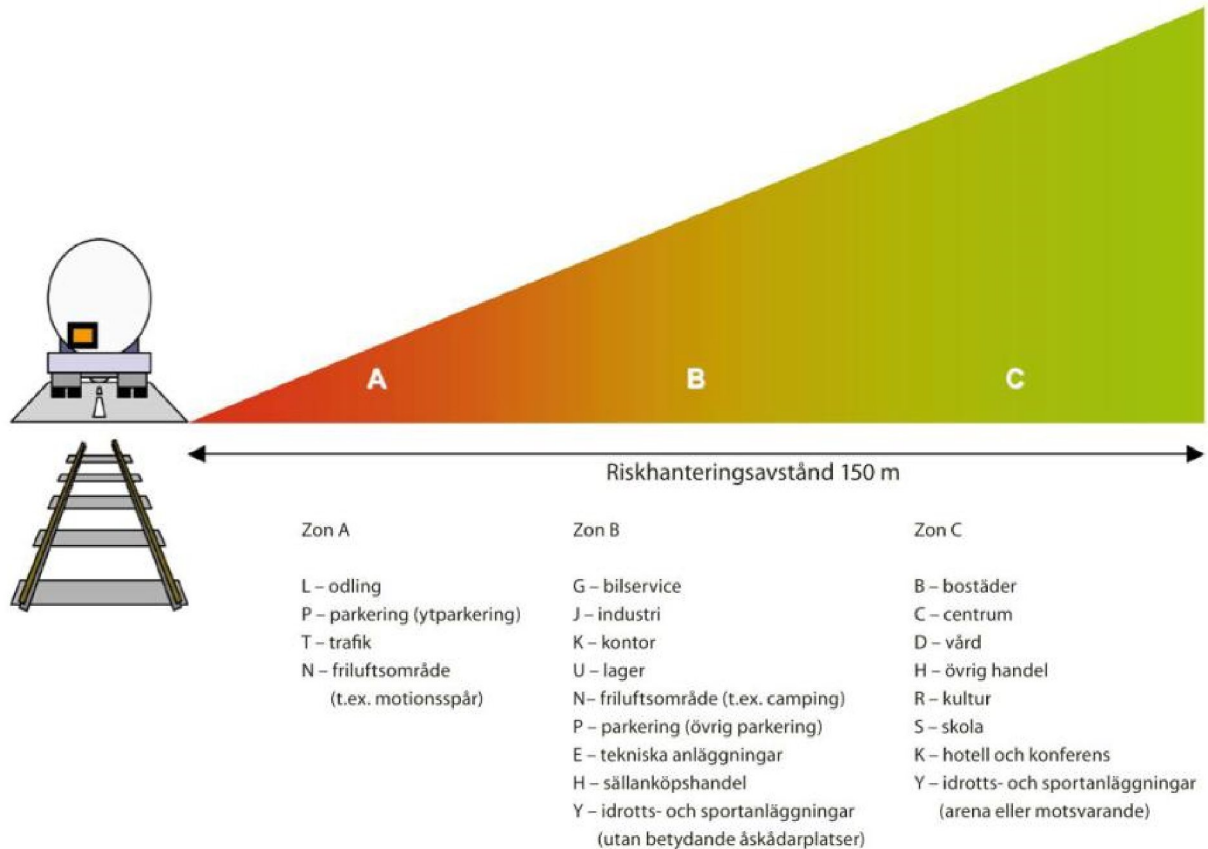 A
B
C
Riskhanteringsavstånd 150 m
Zon A
L – odling
P – parkering (ytparkering)
T – trafik
N – friluftsområde
(t.ex. motionsspår)
Zon B
G – bilservice
J – industri
K – kontor
U – lager
N– friluftsområde (t.ex. camping)
P – parkering (övrig parkering)
E – tekniska anläggningar
H – sällanköpshandel
Y – idrotts- och sportanläggningar
(utan betydande åskådarplatser)
Zon C
B – bostäder
C – centrum
D – vård
H – övrig handel
R – kultur
S – skola
K – hotell och konferens
Y – idrotts- och sportanläggningar
(arena eller motsvarande)